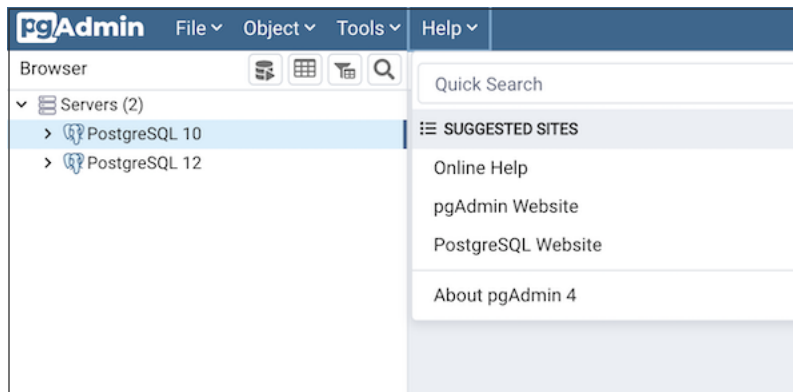 pgAdmin File Object Tools Help
Browser
Quick Search
Servers (2)
SUGGESTED SITES
PostgreSQL 10
Online Help
PostgreSQL 12
pgAdmin Website
PostgreSQL Website
About pgAdmin 4